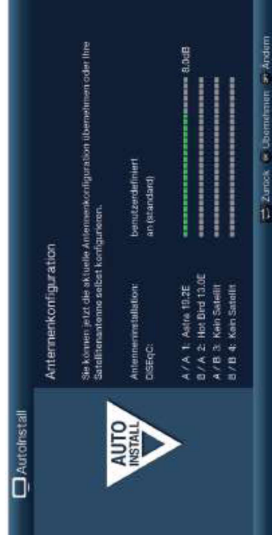 AutoInstall
Antennenkonfiguration
Sie können jetzt die aktuelle Antennenkonfiguration übernehmen oder Ihre
Satellitenantenne selbst konfigurieren.
AUTO
INSTALL
Antenneninstallation: benutzerdefiniert
DiSEqC: an (standard)
A / A 1: Astra 19.2E 8.0dB
B / A 2: Hot Bird 13.0E
A / B 3: Kein Satellit
B / B 4: Kein Satellit
Zurück Übernehmen Ändern